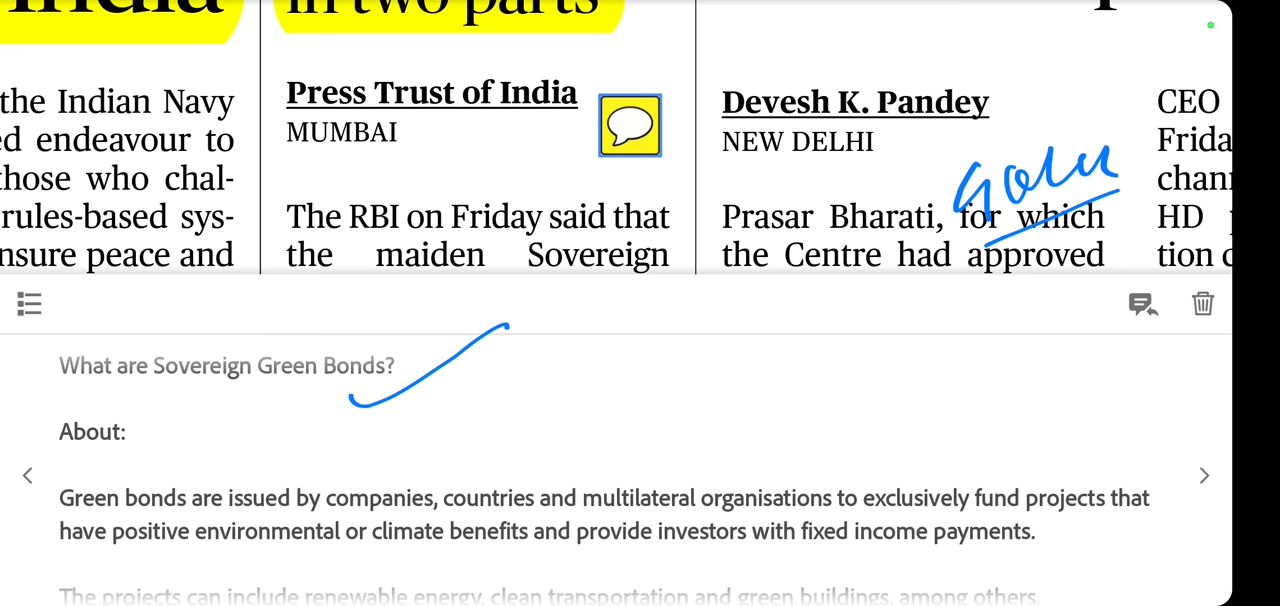 India
in two parts
the Indian Navy
ed endeavour to
those who chal-
rules-based sys-
nsure peace and
Press Trust of India
MUMBAI
The RBI on Friday said that
the maiden Sovereign
Devesh K. Pandey
NEW DELHI
Prasar Bharati, for which
the Centre had approved
CEO
Frida
chann
HD
tion
What are Sovereign Green Bonds?
About:
Green bonds are issued by companies, countries and multilateral organisations to exclusively fund projects that
have positive environmental or climate benefits and provide investors with fixed income payments.
The projects can include renewable energy, clean transportation and green buildings, among others.